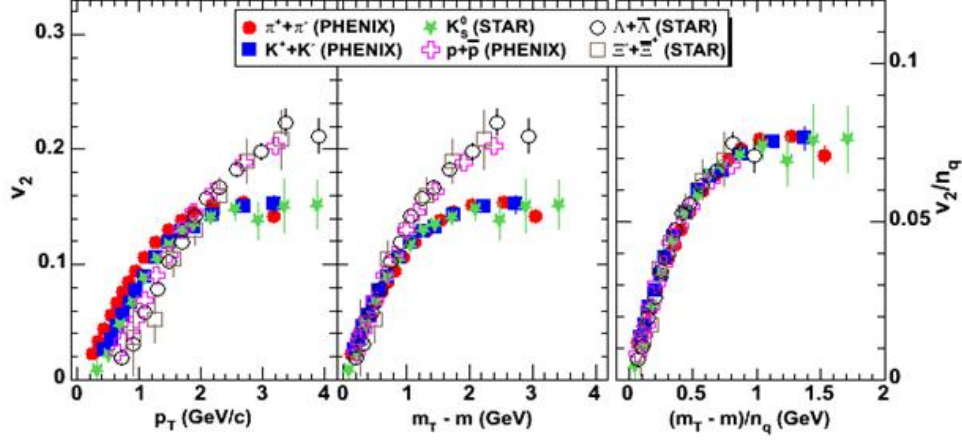 π⁺+π⁻ (PHENIX) K⁰_S (STAR) Λ+Λ̅ (STAR)
K⁺+K⁻ (PHENIX) p+p̅ (PHENIX) Ξ⁻+Ξ̅⁺ (STAR)
v₂
0.3
0.2
0.1
0
0 1 2 3 4
p_T (GeV/c)
0 1 2 3 4
m_T - m (GeV)
0 0.5 1 1.5 2
(m_T - m)/n_q (GeV)
0.1
0.05
0
v₂/n_q